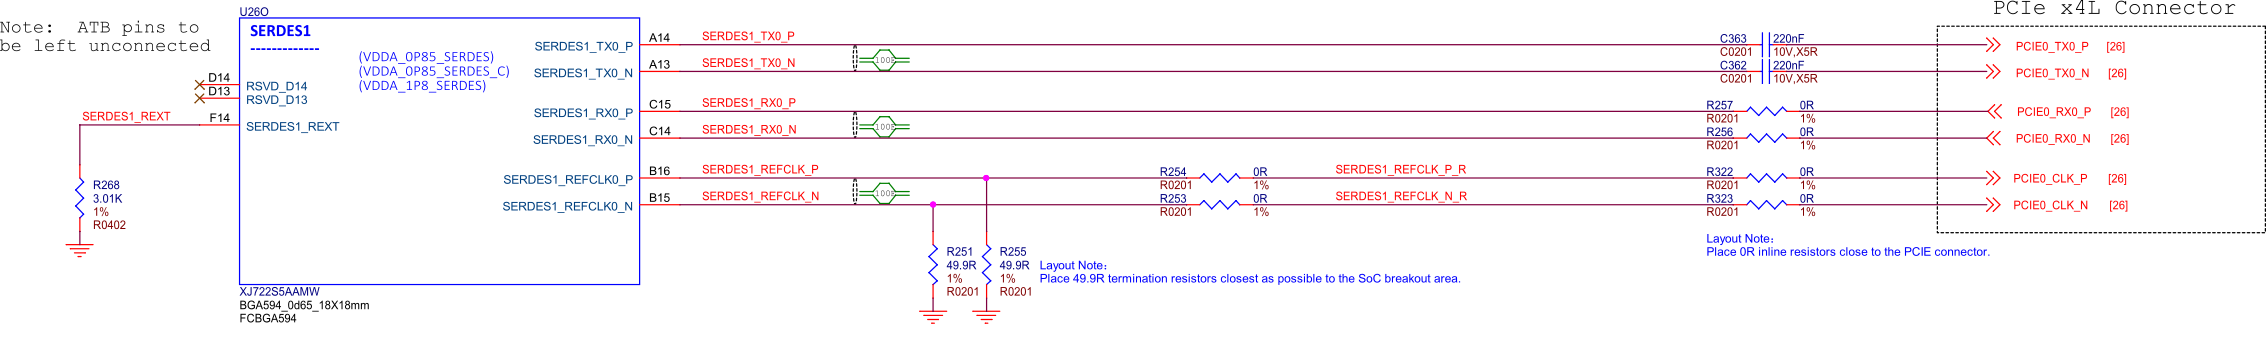 PCIe x4L Connector
U26O
Note:  ATB pins to
be left unconnected
SERDES1
-------------
(VDDA_0P85_SERDES)
(VDDA_0P85_SERDES_C)
(VDDA_1P8_SERDES)
D14
RSVD_D14
D13
RSVD_D13
SERDES1_REXT
F14
SERDES1_REXT
R268
3.01K
1%
R0402
SERDES1_TX0_P
A14
SERDES1_TX0_P
C363
220nF
C0201
10V,X5R
PCIE0_TX0_P
[26]
SERDES1_TX0_N
A13
SERDES1_TX0_N
100E
C362
220nF
C0201
10V,X5R
PCIE0_TX0_N
[26]
SERDES1_RX0_P
C15
SERDES1_RX0_P
R257
0R
R0201
1%
PCIE0_RX0_P
[26]
SERDES1_RX0_N
C14
SERDES1_RX0_N
100E
R256
0R
R0201
1%
PCIE0_RX0_N
[26]
SERDES1_REFCLK0_P
B16
SERDES1_REFCLK_P
R254
0R
R0201
1%
SERDES1_REFCLK_P_R
R322
0R
R0201
1%
PCIE0_CLK_P
[26]
SERDES1_REFCLK0_N
B15
SERDES1_REFCLK_N
100E
R253
0R
R0201
1%
SERDES1_REFCLK_N_R
R323
0R
R0201
1%
PCIE0_CLK_N
[26]
R251
49.9R
1%
R0201
R255
49.9R
1%
R0201
Layout Note:
Place 49.9R termination resistors closest as possible to the SoC breakout area.
Layout Note:
Place 0R inline resistors close to the PCIE connector.
XJ722S5AAMW
BGA594_0d65_18X18mm
FCBGA594